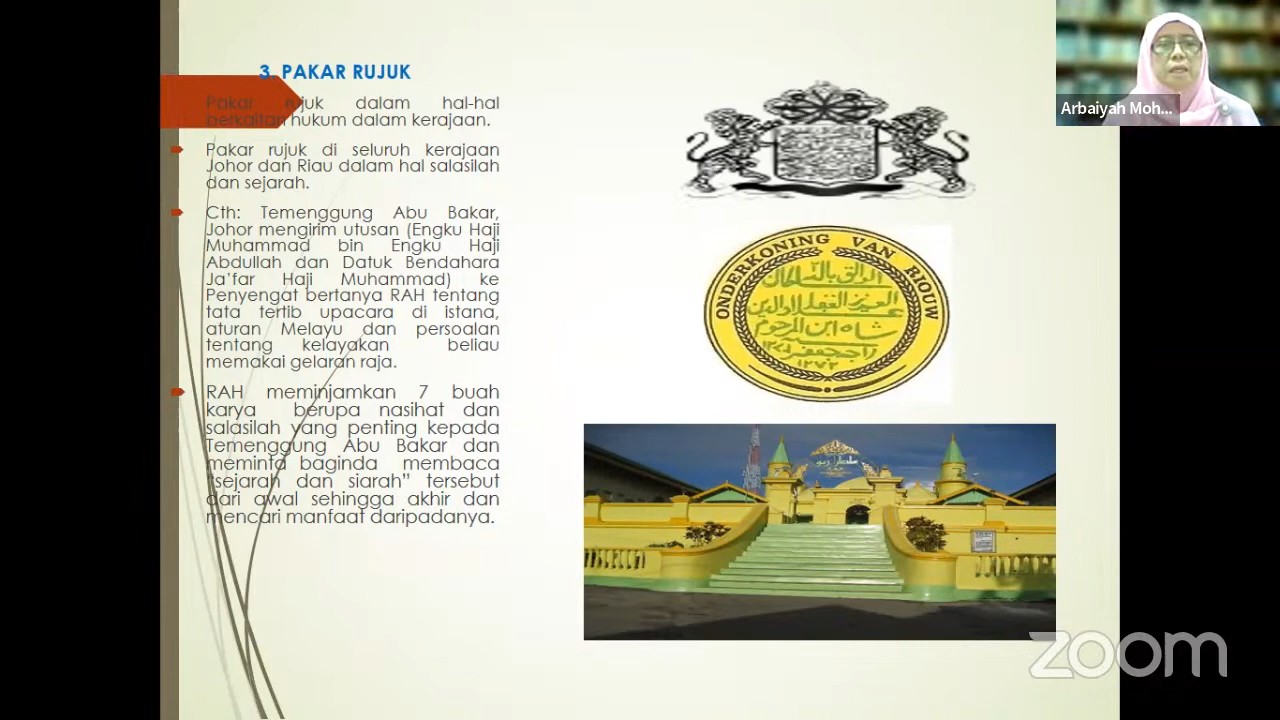 3. PAKAR RUJUK
Pakar rujuk dalam hal-hal
berkaitan hukum dalam kerajaan.
Pakar rujuk di seluruh kerajaan
Johor dan Riau dalam hal salasilah
dan sejarah.
Cth: Temenggung Abu Bakar,
Johor mengirim utusan (Engku Haji
Muhammad bin Engku Haji
Abdullah dan Datuk Bendahara
Ja'far Haji Muhammad) ke
Penyengat bertanya RAH tentang
tata tertib upacara di istana,
aturan Melayu dan persoalan
tentang kelayakan beliau
memakai gelaran raja.
RAH meminjamkan 7 buah
karya berupa nasihat dan
salasilah yang penting kepada
Temenggung Abu Bakar dan
meminta baginda membaca
“sejarah dan siarah” tersebut
dari awal sehingga akhir dan
mencari manfaat daripadanya.
ONDERKONING VAN RIOUW
شاه ابن المرحوم
١٢٧٢
Arbaiyah Moh...
zoom